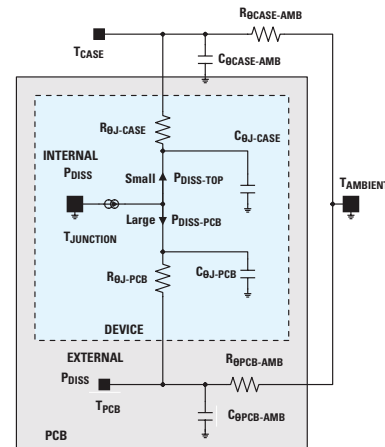 RθCASE-AMB
TCASE
CθCASE-AMB
RθJ-CASE
CθJ-CASE
INTERNAL
PDISS
Small
PDISS-TOP
TAMBIENT
Large
PDISS-PCB
TJUNCTION
RθJ-PCB
CθJ-PCB
DEVICE
EXTERNAL
PDISS
RθPCB-AMB
TPCB
CθPCB-AMB
PCB